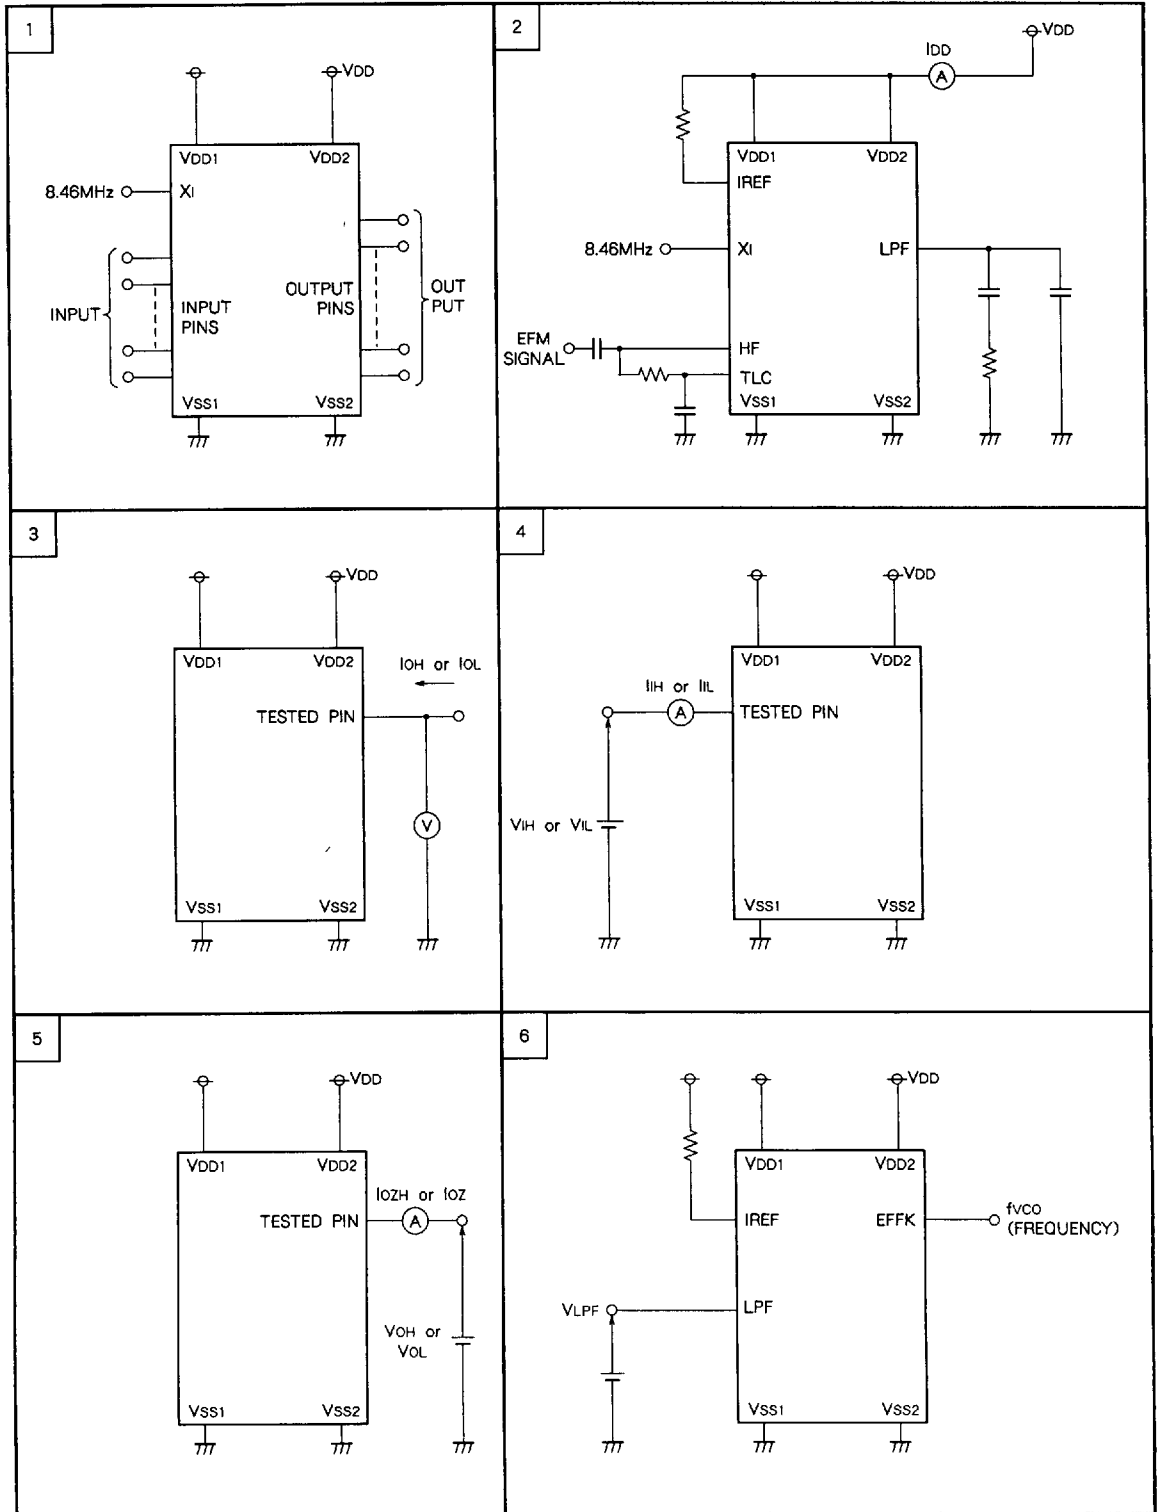 1
VDD
VDD1 VDD2
8.46MHz XI
INPUT
INPUT
PINS
OUTPUT
PINS
OUT
PUT
VSS1 VSS2
2
IDD
VDD
A
VDD1 VDD2
IREF
8.46MHz XI LPF
EFM
SIGNAL
HF
TLC
VSS1 VSS2
3
VDD
VDD1 VDD2
IOH or IOL
TESTED PIN
V
VSS1 VSS2
4
VDD
VDD1 VDD2
IIH or IIL
A
TESTED PIN
VIH or VIL
VSS1 VSS2
5
VDD
VDD1 VDD2
IOZH or IOZ
TESTED PIN A
VOH or
VOL
VSS1 VSS2
6
VDD
VDD1 VDD2
IREF EFFK
fVCO
(FREQUENCY)
VLPF LPF
VSS1 VSS2